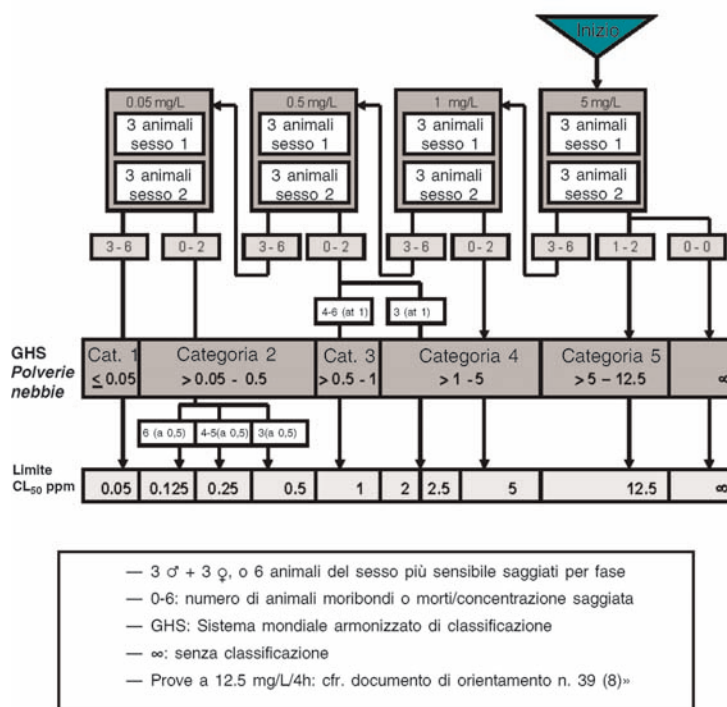 Inizio
0.05 mg/L
0.5 mg/L
1 mg/L
5 mg/L
3 animali
sesso 1
3 animali
sesso 1
3 animali
sesso 1
3 animali
sesso 1
3 animali
sesso 2
3 animali
sesso 2
3 animali
sesso 2
3 animali
sesso 2
3 - 6
0 - 2
3 - 6
0 - 2
3 - 6
0 - 2
3 - 6
1 - 2
0 - 0
4-6 (at 1)
3 (at 1)
GHS
Polverie
nebbie
Cat. 1
≤ 0.05
Categoria 2
> 0.05 - 0.5
Cat. 3
> 0.5 - 1
Categoria 4
> 1 - 5
Categoria 5
> 5 – 12.5
∞
6 (a 0,5)
4-5(a 0,5)
3(a 0,5)
Limite
CL50 ppm
0.05
0.125
0.25
0.5
1
2
2.5
5
12.5
∞
— 3 ♂ + 3 ♀, o 6 animali del sesso più sensibile saggiati per fase
— 0-6: numero di animali moribondi o morti/concentrazione saggiata
— GHS: Sistema mondiale armonizzato di classificazione
— ∞: senza classificazione
— Prove a 12.5 mg/L/4h: cfr. documento di orientamento n. 39 (8)»